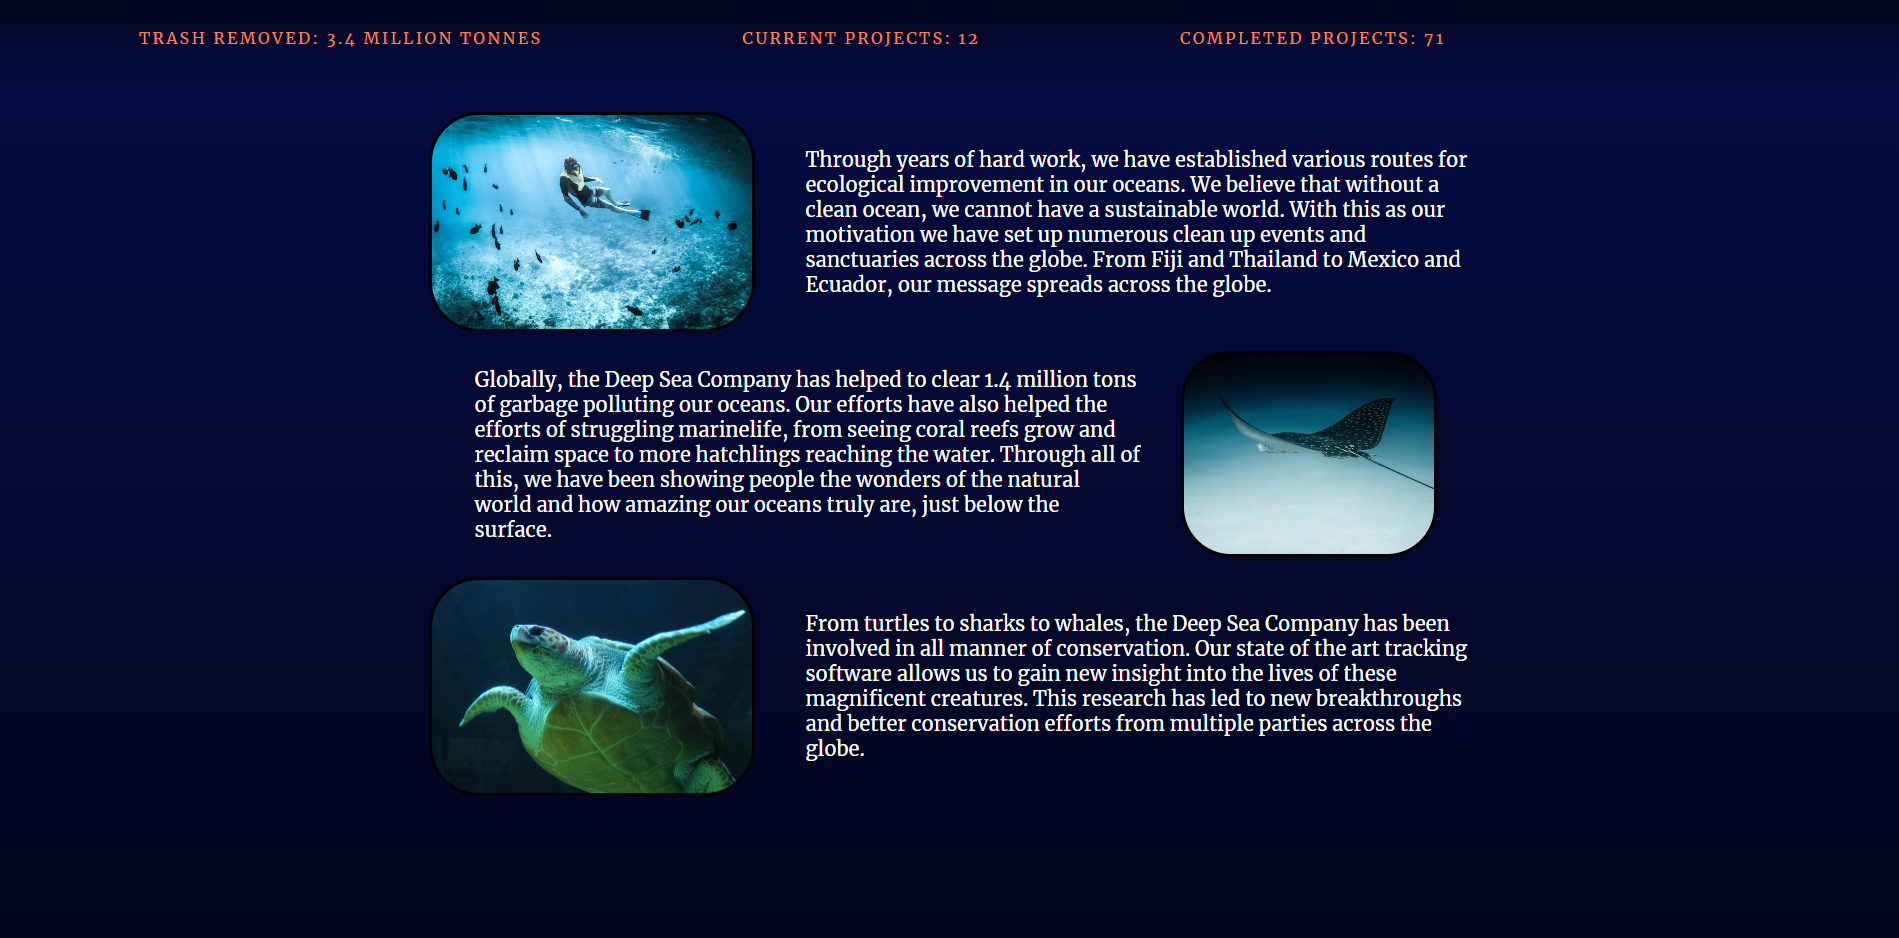 TRASH REMOVED: 3.4 MILLION TONNES
CURRENT PROJECTS: 12
COMPLETED PROJECTS: 71
Through years of hard work, we have established various routes for
ecological improvement in our oceans. We believe that without a
clean ocean, we cannot have a sustainable world. With this as our
motivation we have set up numerous clean up events and
sanctuaries across the globe. From Fiji and Thailand to Mexico and
Ecuador, our message spreads across the globe.
Globally, the Deep Sea Company has helped to clear 1.4 million tons
of garbage polluting our oceans. Our efforts have also helped the
efforts of struggling marinelife, from seeing coral reefs grow and
reclaim space to more hatchlings reaching the water. Through all of
this, we have been showing people the wonders of the natural
world and how amazing our oceans truly are, just below the
surface.
From turtles to sharks to whales, the Deep Sea Company has been
involved in all manner of conservation. Our state of the art tracking
software allows us to gain new insight into the lives of these
magnificent creatures. This research has led to new breakthroughs
and better conservation efforts from multiple parties across the
globe.